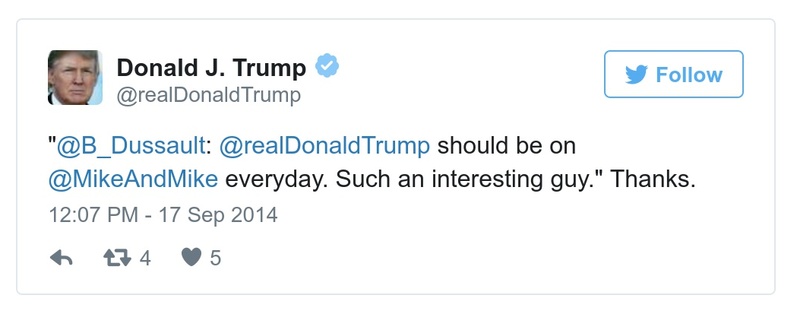 Donald J. Trump
@realDonaldTrump
Follow
"@B_Dussault: @realDonaldTrump should be on
@MikeAndMike everyday. Such an interesting guy." Thanks.
12:07 PM - 17 Sep 2014
4 5